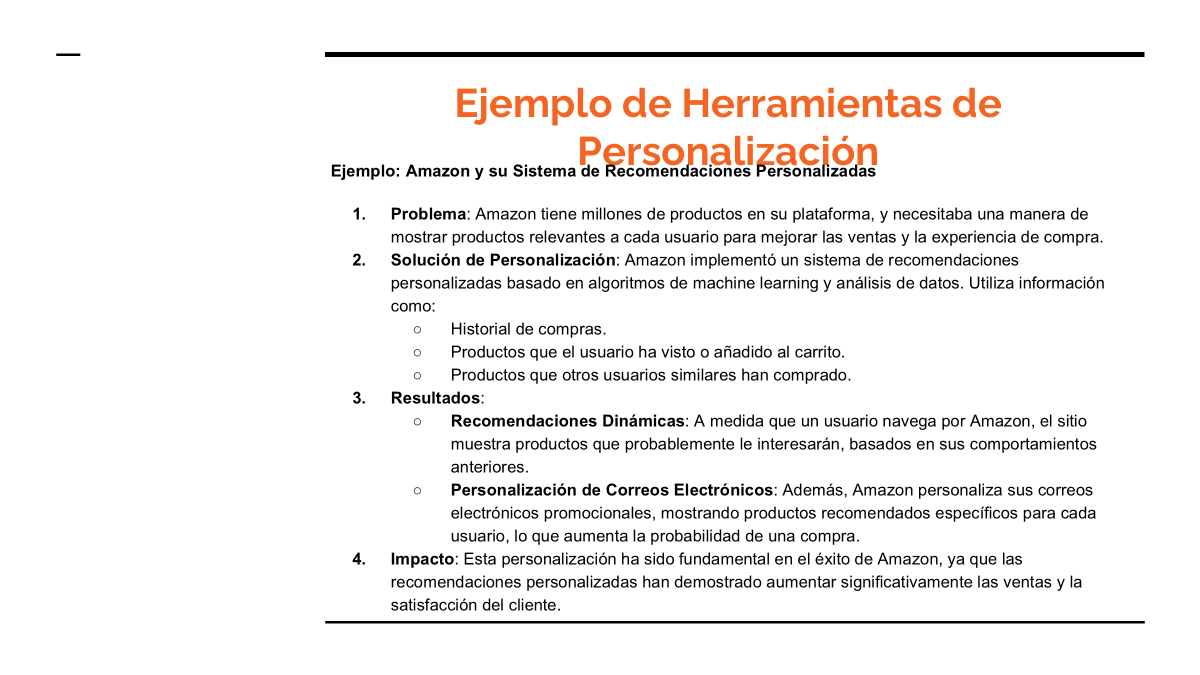 Ejemplo de Herramientas de
Personalización
Ejemplo: Amazon y su Sistema de Recomendaciones Personalizadas
1. Problema: Amazon tiene millones de productos en su plataforma, y necesitaba una manera de
mostrar productos relevantes a cada usuario para mejorar las ventas y la experiencia de compra.
2. Solución de Personalización: Amazon implementó un sistema de recomendaciones
personalizadas basado en algoritmos de machine learning y análisis de datos. Utiliza información
como:
○ Historial de compras.
○ Productos que el usuario ha visto o añadido al carrito.
○ Productos que otros usuarios similares han comprado.
3. Resultados:
○ Recomendaciones Dinámicas: A medida que un usuario navega por Amazon, el sitio
muestra productos que probablemente le interesarán, basados en sus comportamientos
anteriores.
○ Personalización de Correos Electrónicos: Además, Amazon personaliza sus correos
electrónicos promocionales, mostrando productos recomendados específicos para cada
usuario, lo que aumenta la probabilidad de una compra.
4. Impacto: Esta personalización ha sido fundamental en el éxito de Amazon, ya que las
recomendaciones personalizadas han demostrado aumentar significativamente las ventas y la
satisfacción del cliente.